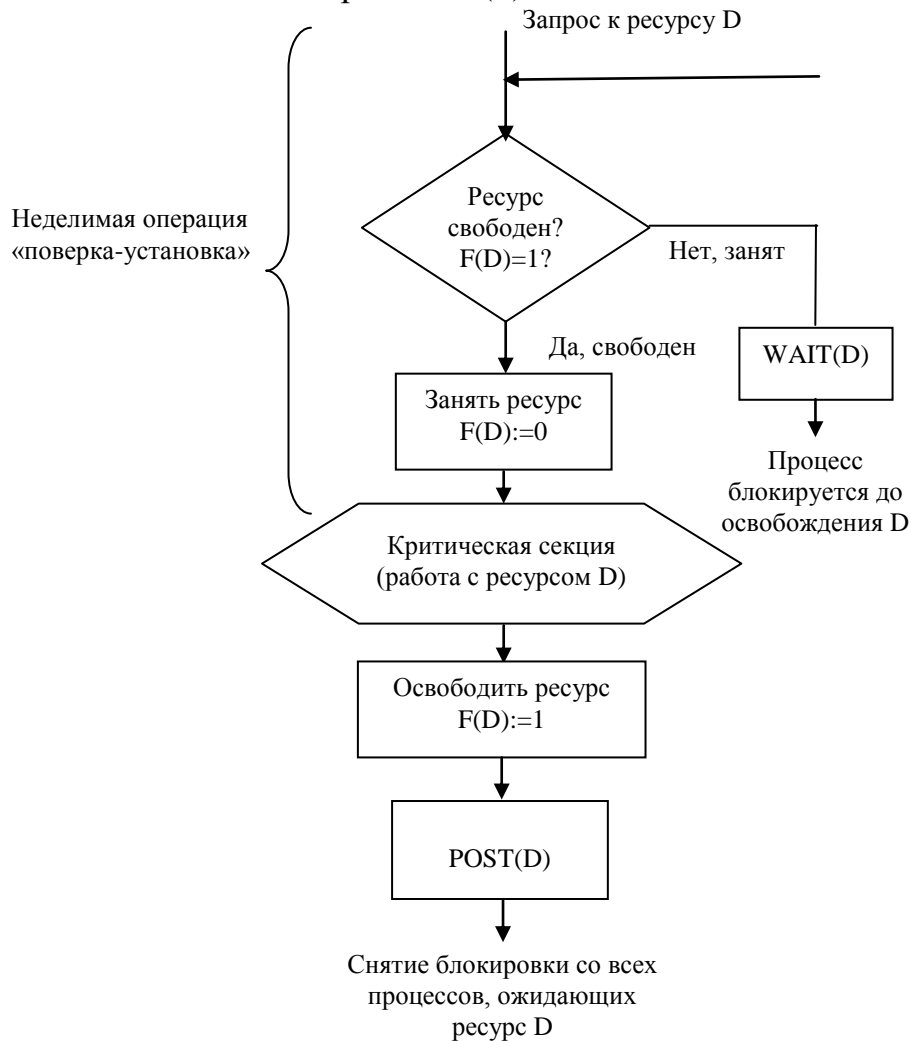 Запрос к ресурсу D
Неделимая операция
«поверка-установка»
Ресурс
свободен?
F(D)=1?
Нет, занят
Да, свободен
WAIT(D)
Занять ресурс
F(D):=0
Процесс
блокируется до
освобождения D
Критическая секция
(работа с ресурсом D)
Освободить ресурс
F(D):=1
POST(D)
Снятие блокировки со всех
процессов, ожидающих
ресурс D